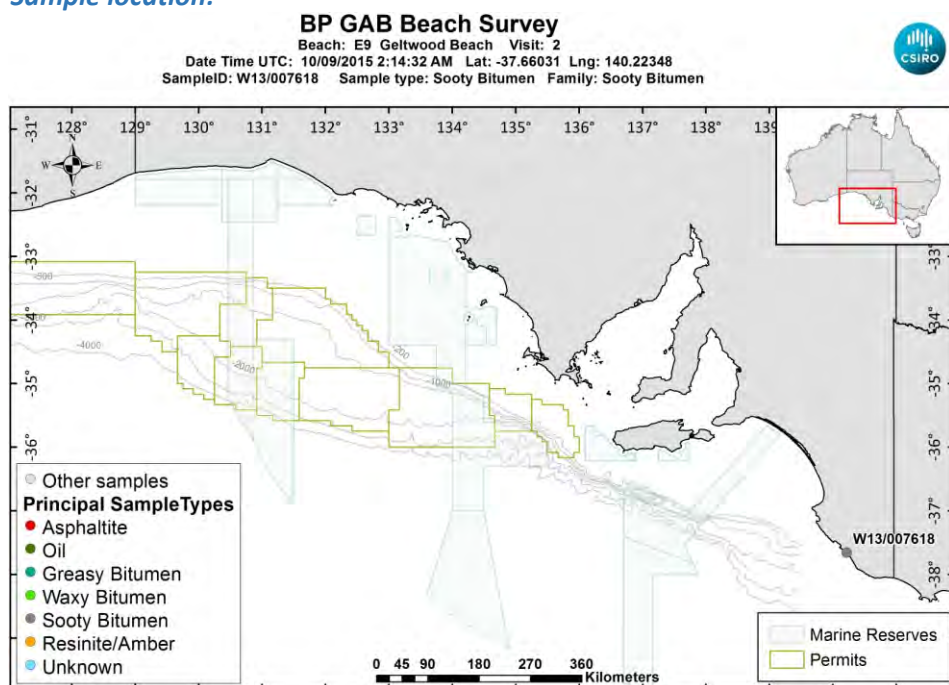 Sample location:
BP GAB Beach Survey
Beach: E9 Geltwood Beach Visit: 2
Date Time UTC: 10/09/2015 2:14:32 AM Lat: -37.66031 Lng: 140.22348
SampleID: W13/007618 Sample type: Sooty Bitumen Family: Sooty Bitumen
CSIRO
128° 129° 130° 131° 132° 133° 134° 135° 136° 137° 138° 139
-31°
-32°
-33°
-34°
-35°
-36°
-37°
-38°
N
W E
S
-33°
-34°
-35°
-36°
-37°
-38°
-4000
-2000
-200
-1000
W13/007618
Other samples
Principal SampleTypes
Asphaltite
Oil
Greasy Bitumen
Waxy Bitumen
Sooty Bitumen
Resinite/Amber
Unknown
0 45 90 180 270 360
Kilometers
Marine Reserves
Permits